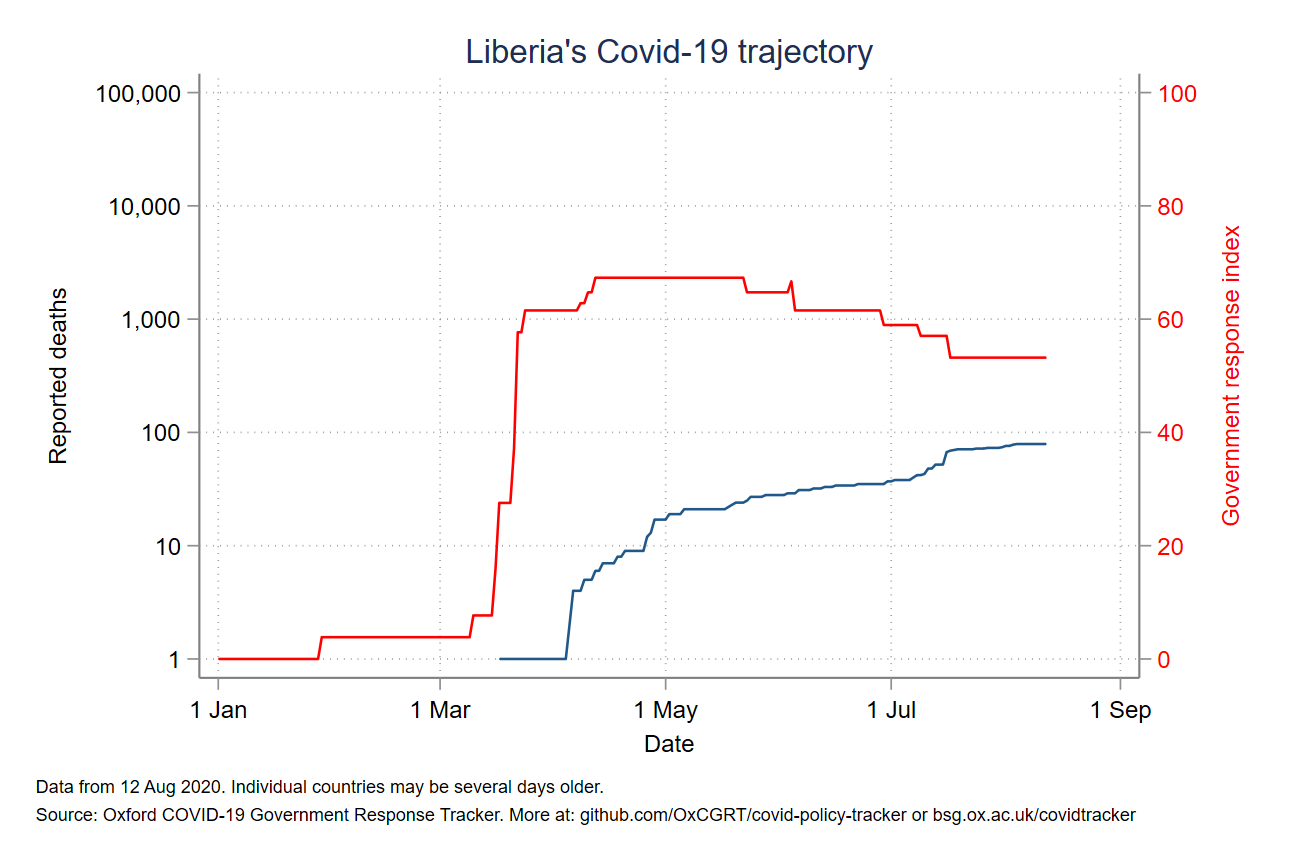 Liberia's Covid-19 trajectory
100,000
10,000
1,000
100
10
1
Reported deaths
100
80
60
40
20
0
Government response index
1 Jan
1 Mar
1 May
1 Jul
1 Sep
Date
Data from 12 Aug 2020. Individual countries may be several days older.
Source: Oxford COVID-19 Government Response Tracker. More at: github.com/OxCGRT/covid-policy-tracker or bsg.ox.ac.uk/covidtracker